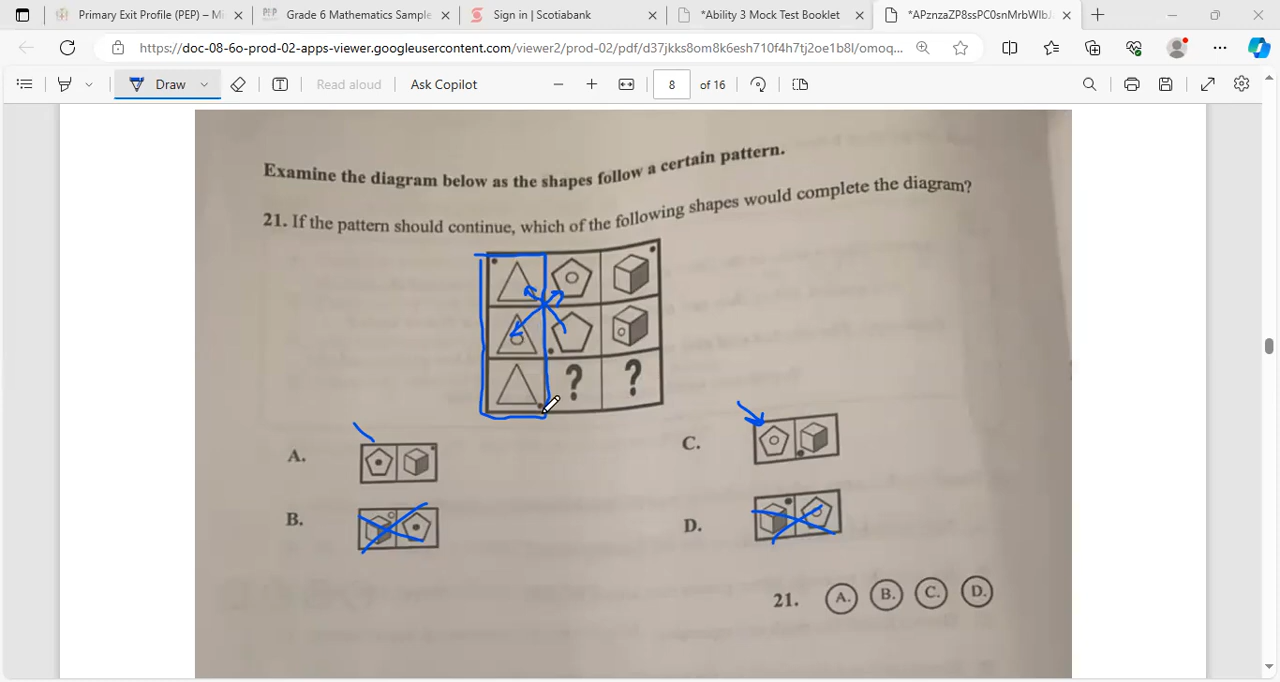 Primary Exit Profile (PEP) – Mi
Grade 6 Mathematics Sample
Sign in | Scotiabank
*Ability 3 Mock Test Booklet
*APznzaZP8ssPC0snMrbWIbJ
https://doc-08-6o-prod-02-apps-viewer.googleusercontent.com/viewer2/prod-02/pdf/d37jkks8om8k6esh710f4h7tj2oe1b8l/omoq...
Draw
Read aloud
Ask Copilot
8
of 16
Examine the diagram below as the shapes follow a certain pattern.
21. If the pattern should continue, which of the following shapes would complete the diagram?
? ?
A.
C.
B.
D.
21. A. B. C. D.